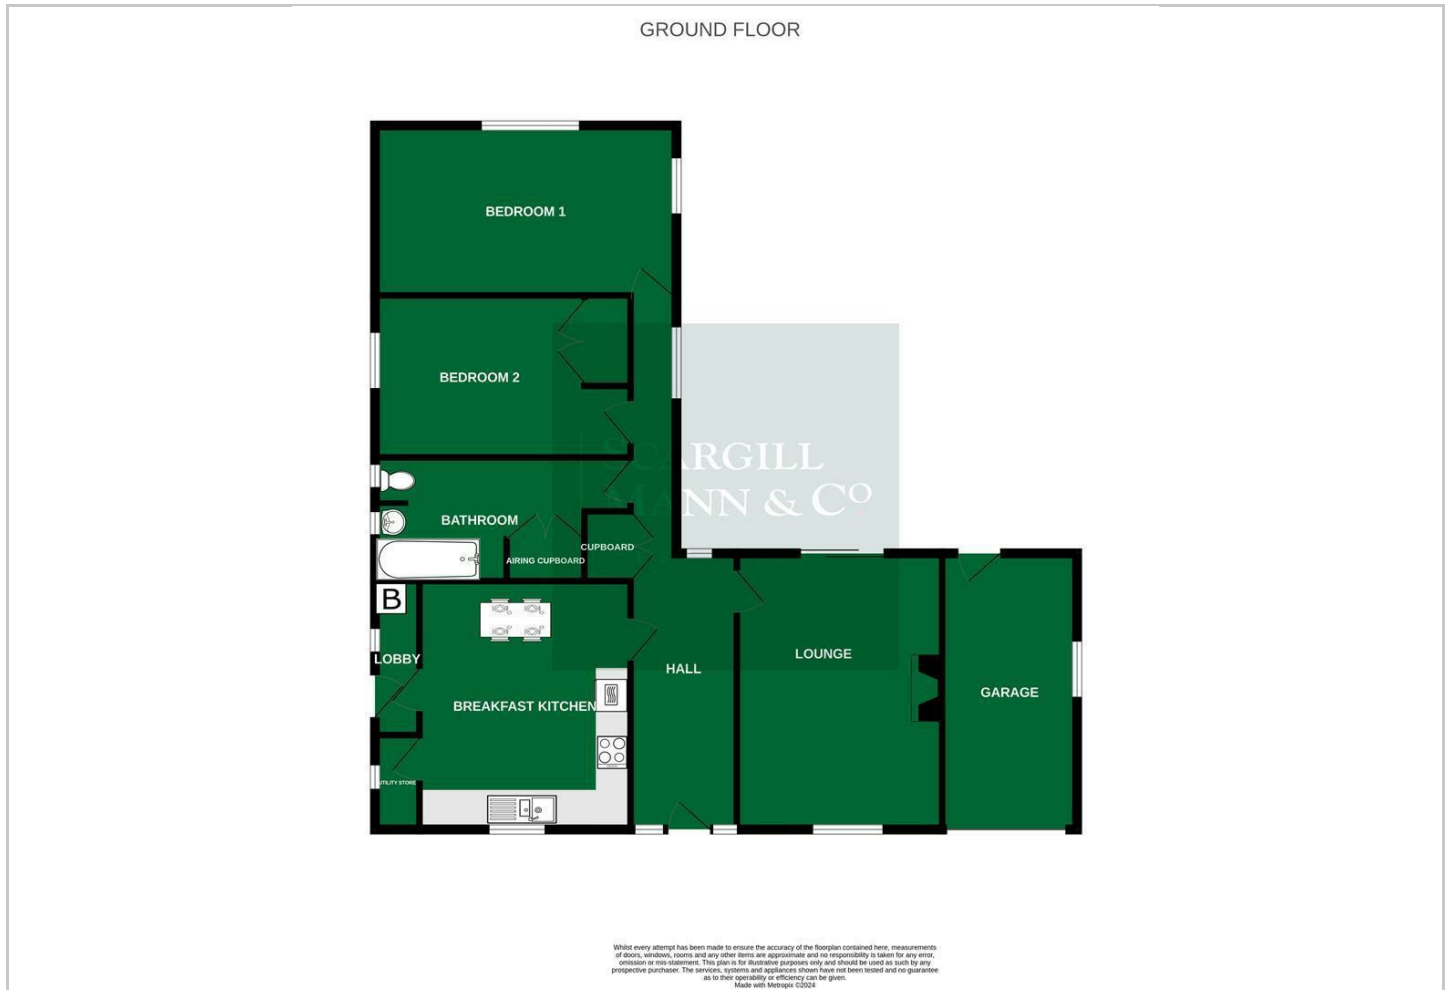 GROUND FLOOR
BEDROOM 1
BEDROOM 2
SCARGILL
MANN & CO
BATHROOM
CUPBOARD
AIRING CUPBOARD
B
LOBBY
LOUNGE
HALL
GARAGE
BREAKFAST KITCHEN
UTILITY STORE
Whilst every attempt has been made to ensure the accuracy of the floorplan contained here, measurements
of doors, windows, rooms and any other items are approximate and no responsibility is taken for any error,
omission or mis-statement. This plan is for illustrative purposes only and should be used as such by any
prospective purchaser. The services, systems and appliances shown have not been tested and no guarantee
as to their operability or efficiency can be given.
Made with Metropix ©2024